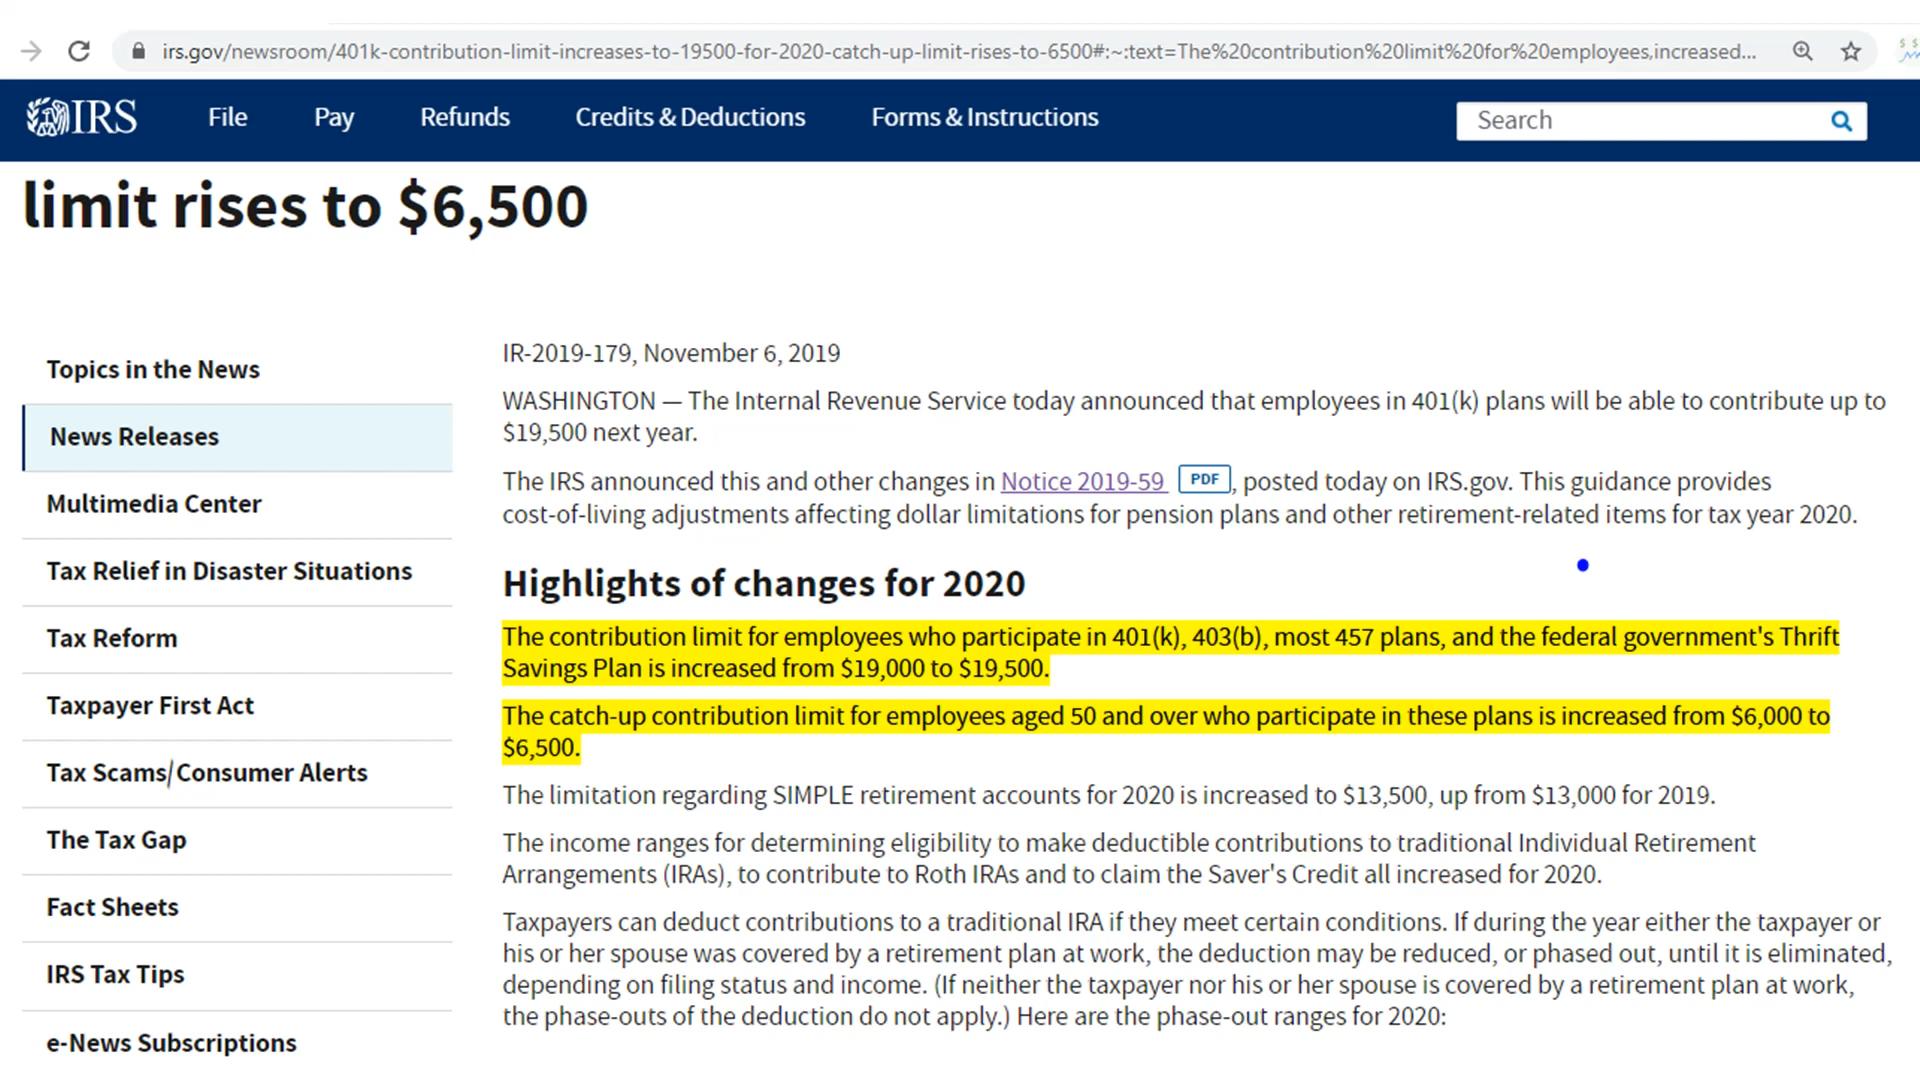 irs.gov/newsroom/401k-contribution-limit-increases-to-19500-for-2020-catch-up-limit-rises-to-6500#:~:text=The%20contribution%20limit%20for%20employees,increased...
IRS
File
Pay
Refunds
Credits & Deductions
Forms & Instructions
Search
limit rises to $6,500
Topics in the News
News Releases
Multimedia Center
Tax Relief in Disaster Situations
Tax Reform
Taxpayer First Act
Tax Scams/Consumer Alerts
The Tax Gap
Fact Sheets
IRS Tax Tips
e-News Subscriptions
IR-2019-179, November 6, 2019
WASHINGTON — The Internal Revenue Service today announced that employees in 401(k) plans will be able to contribute up to
$19,500 next year.
The IRS announced this and other changes in Notice 2019-59 PDF, posted today on IRS.gov. This guidance provides
cost-of-living adjustments affecting dollar limitations for pension plans and other retirement-related items for tax year 2020.
Highlights of changes for 2020
The contribution limit for employees who participate in 401(k), 403(b), most 457 plans, and the federal government's Thrift
Savings Plan is increased from $19,000 to $19,500.
The catch-up contribution limit for employees aged 50 and over who participate in these plans is increased from $6,000 to
$6,500.
The limitation regarding SIMPLE retirement accounts for 2020 is increased to $13,500, up from $13,000 for 2019.
The income ranges for determining eligibility to make deductible contributions to traditional Individual Retirement
Arrangements (IRAs), to contribute to Roth IRAs and to claim the Saver's Credit all increased for 2020.
Taxpayers can deduct contributions to a traditional IRA if they meet certain conditions. If during the year either the taxpayer or
his or her spouse was covered by a retirement plan at work, the deduction may be reduced, or phased out, until it is eliminated,
depending on filing status and income. (If neither the taxpayer nor his or her spouse is covered by a retirement plan at work,
the phase-outs of the deduction do not apply.) Here are the phase-out ranges for 2020: